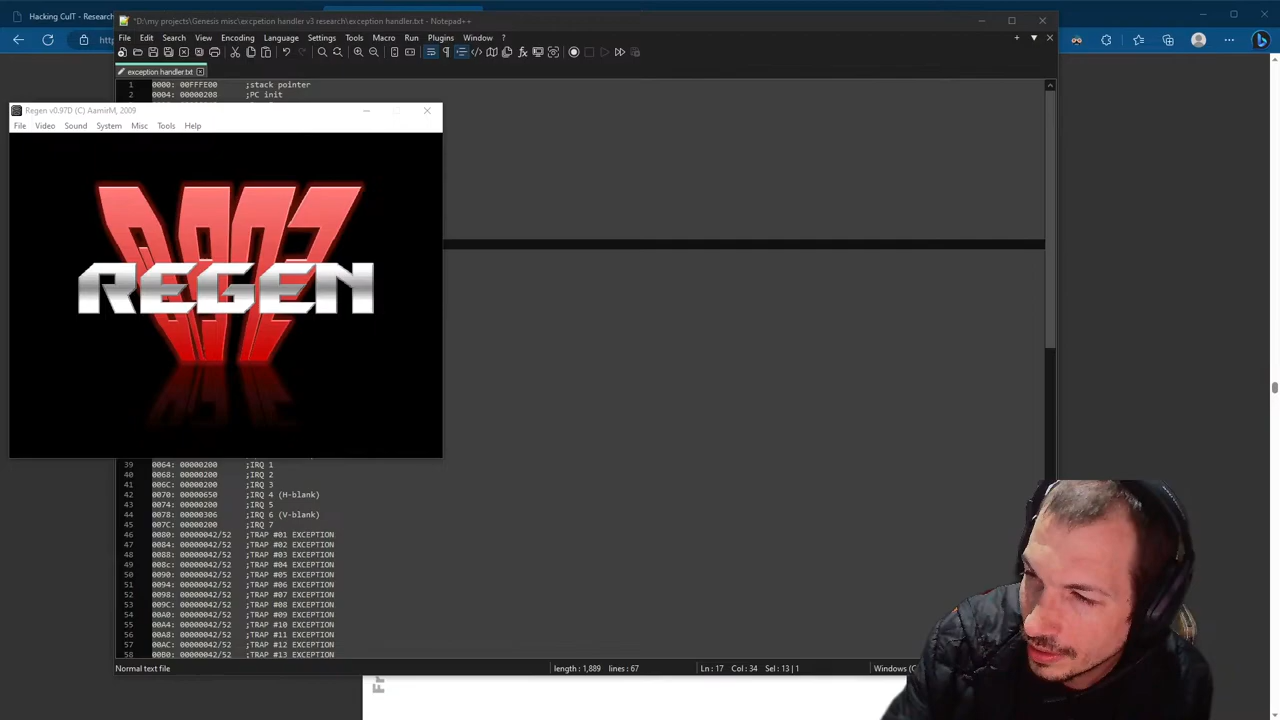 Hacking CulT - Research
*D:\my projects\Genesis misc\excpetion handler v3 research\exception handler.txt - Notepad++
File Edit Search View Encoding Language Settings Tools Macro Run Plugins Window ?
exception handler.txt
1 0000: 00FFFE00 ;stack pointer
2 0004: 00000208 ;PC init
Regen v0.97D (C) AamirM, 2009
File Video Sound System Misc Tools Help
REGEN
39 0064: 00000200 ;IRQ 1
40 0068: 00000200 ;IRQ 2
41 006C: 00000200 ;IRQ 3
42 0070: 00000650 ;IRQ 4 (H-blank)
43 0074: 00000200 ;IRQ 5
44 0078: 00000306 ;IRQ 6 (V-blank)
45 007C: 00000200 ;IRQ 7
46 0080: 00000042/52 ;TRAP #01 EXCEPTION
47 0084: 00000042/52 ;TRAP #02 EXCEPTION
48 0088: 00000042/52 ;TRAP #03 EXCEPTION
49 008c: 00000042/52 ;TRAP #04 EXCEPTION
50 0090: 00000042/52 ;TRAP #05 EXCEPTION
51 0094: 00000042/52 ;TRAP #06 EXCEPTION
52 0098: 00000042/52 ;TRAP #07 EXCEPTION
53 009C: 00000042/52 ;TRAP #08 EXCEPTION
54 00A0: 00000042/52 ;TRAP #09 EXCEPTION
55 00A4: 00000042/52 ;TRAP #10 EXCEPTION
56 00A8: 00000042/52 ;TRAP #11 EXCEPTION
57 00AC: 00000042/52 ;TRAP #12 EXCEPTION
58 00B0: 00000042/52 ;TRAP #13 EXCEPTION
Normal text file length : 1,889 lines : 67 Ln : 17 Col : 34 Sel : 13 | 1 Windows (C